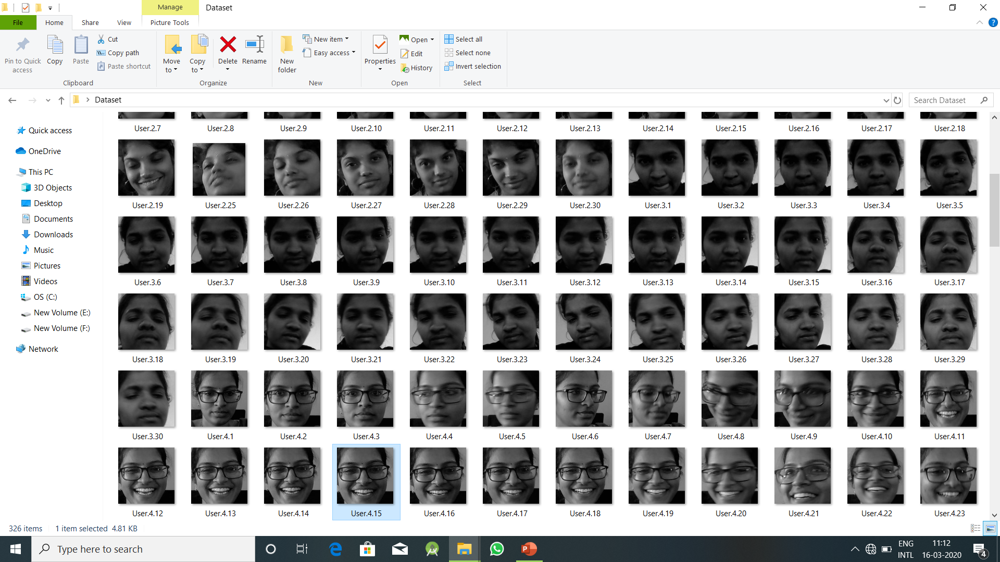 Manage
Dataset
File
Home
Share
View
Picture Tools
Pin to Quick access
Copy
Paste
Cut
Copy path
Paste shortcut
Clipboard
Move to
Copy to
Delete
Rename
Organize
New folder
New item
Easy access
New
Properties
Open
Edit
History
Open
Select all
Select none
Invert selection
Select
Dataset
Search Dataset
Quick access
OneDrive
This PC
3D Objects
Desktop
Documents
Downloads
Music
Pictures
Videos
OS (C:)
New Volume (E:)
New Volume (F:)
Network
User.2.7 User.2.8 User.2.9 User.2.10 User.2.11 User.2.12 User.2.13 User.2.14 User.2.15 User.2.16 User.2.17 User.2.18
User.2.19 User.2.25 User.2.26 User.2.27 User.2.28 User.2.29 User.2.30 User.3.1 User.3.2 User.3.3 User.3.4 User.3.5
User.3.6 User.3.7 User.3.8 User.3.9 User.3.10 User.3.11 User.3.12 User.3.13 User.3.14 User.3.15 User.3.16 User.3.17
User.3.18 User.3.19 User.3.20 User.3.21 User.3.22 User.3.23 User.3.24 User.3.25 User.3.26 User.3.27 User.3.28 User.3.29
User.3.30 User.4.1 User.4.2 User.4.3 User.4.4 User.4.5 User.4.6 User.4.7 User.4.8 User.4.9 User.4.10 User.4.11
User.4.12 User.4.13 User.4.14 User.4.15 User.4.16 User.4.17 User.4.18 User.4.19 User.4.20 User.4.21 User.4.22 User.4.23
326 items 1 item selected 4.81 KB
Type here to search
ENG
INTL
11:12
16-03-2020
4